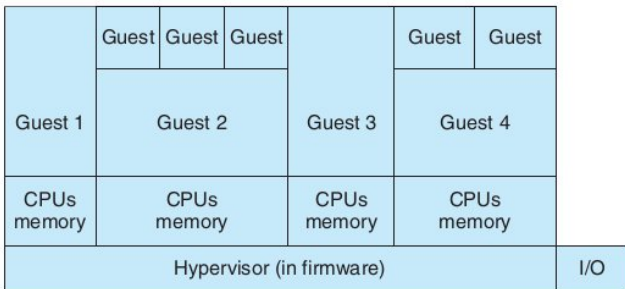 Guest Guest Guest Guest Guest
Guest 1 Guest 2 Guest 3 Guest 4
CPUs CPUs CPUs CPUs
memory memory memory memory
Hypervisor (in firmware) I/O